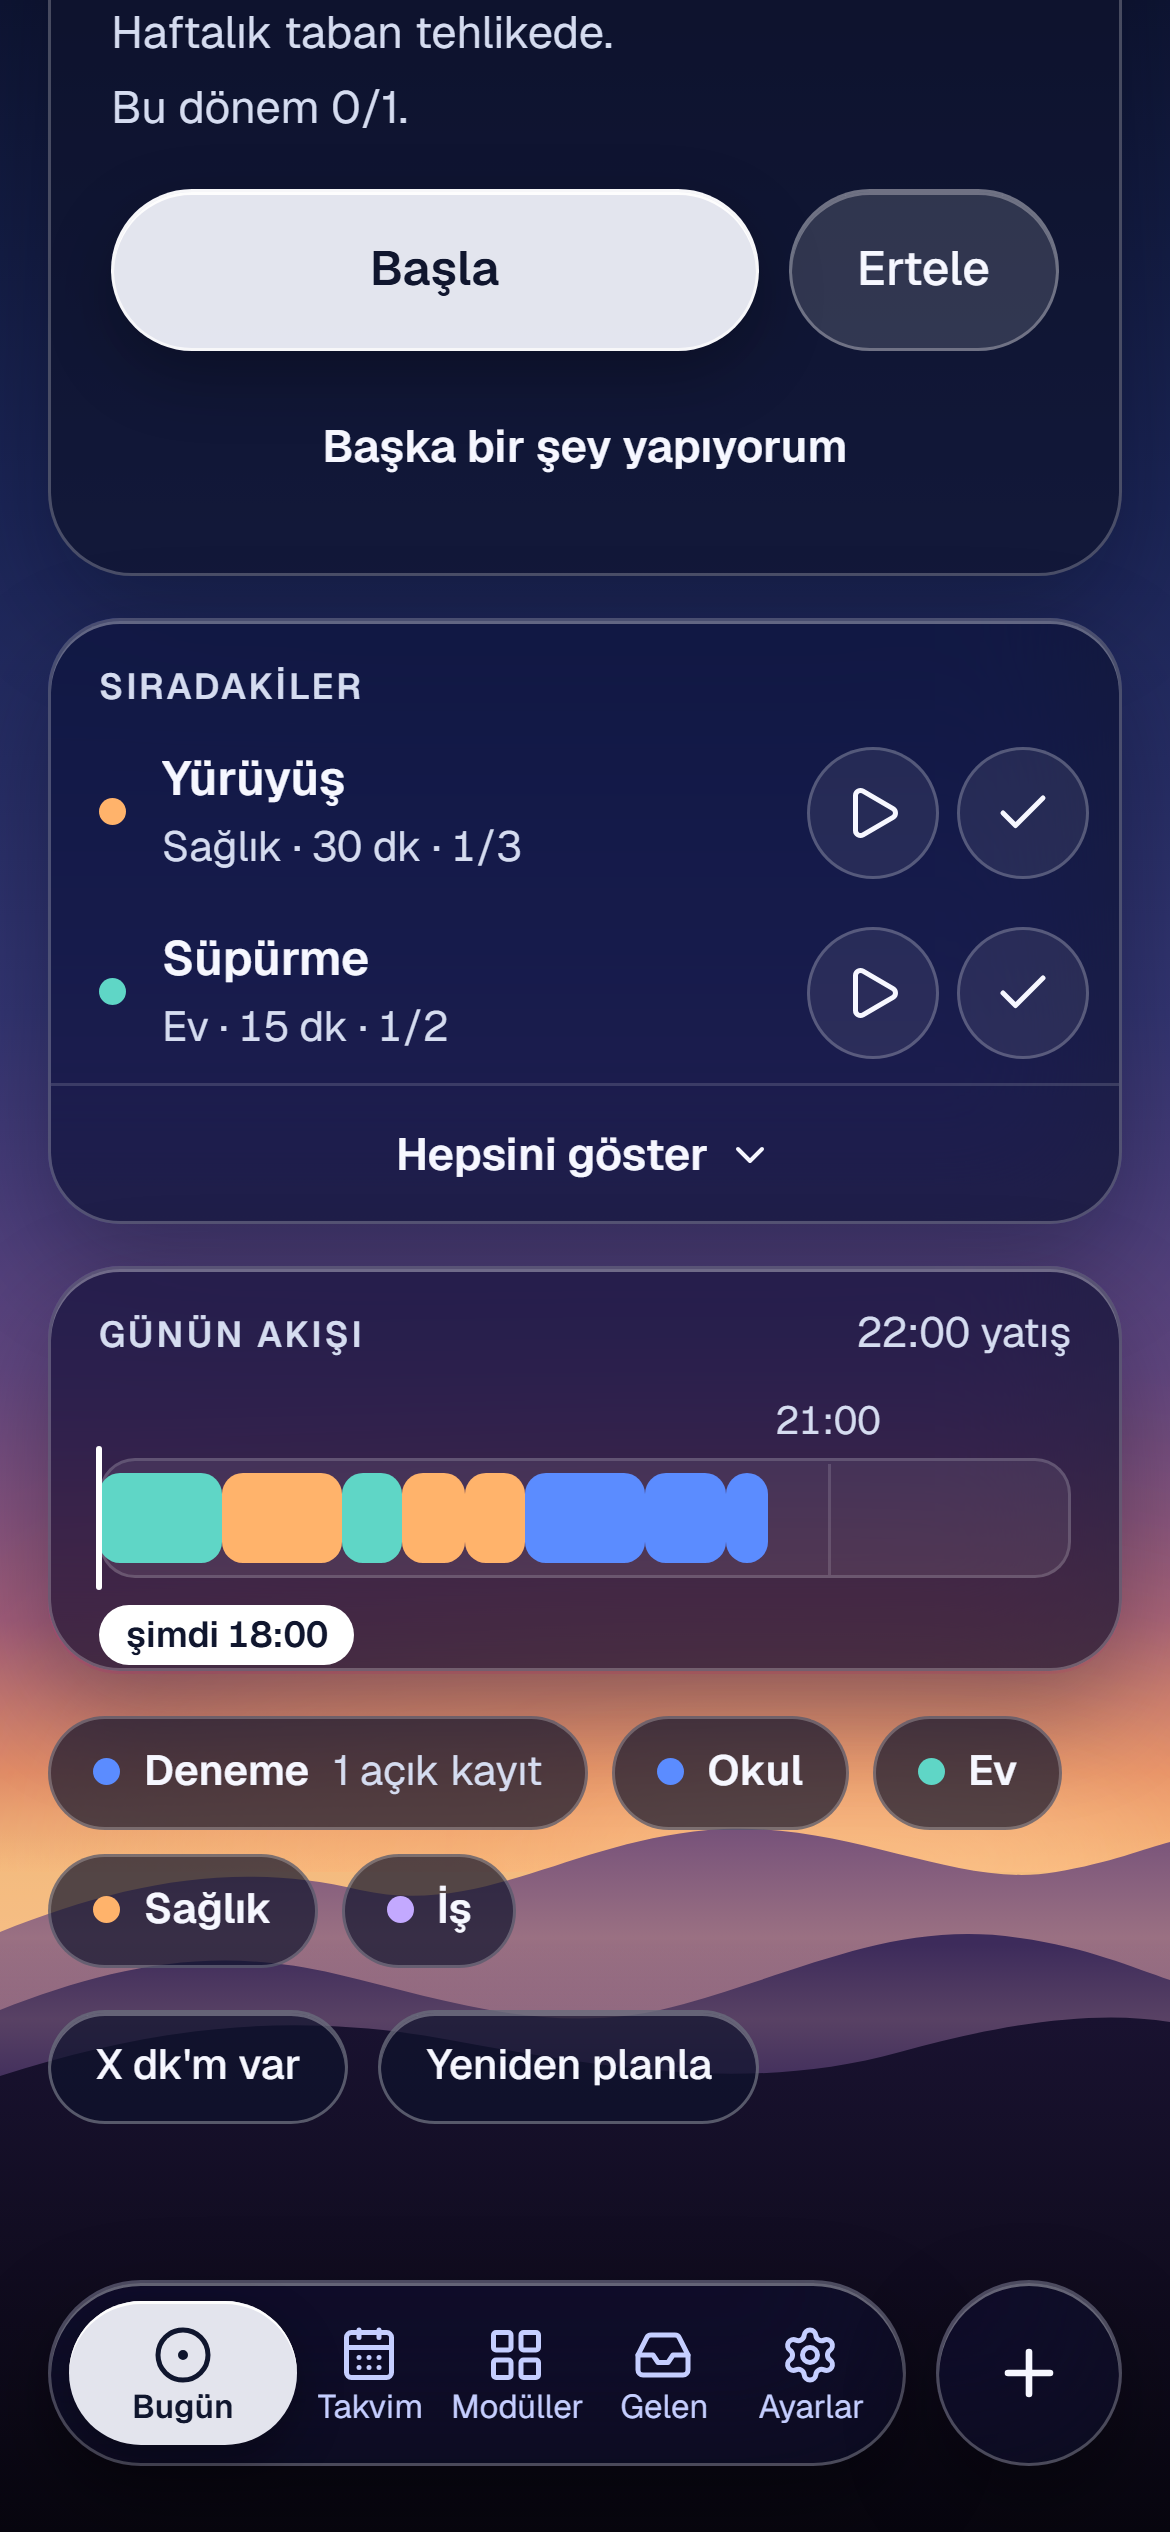 Haftalık taban tehlikede.
Bu dönem 0/1.
Başla
Ertele
Başka bir şey yapıyorum
SIRADAKİLER
Yürüyüş
Sağlık · 30 dk · 1/3
Süpürme
Ev · 15 dk · 1/2
Hepsini göster
GÜNÜN AKIŞI
22:00 yatış
21:00
şimdi 18:00
Deneme 1 açık kayıt
Okul
Ev
Sağlık
İş
X dk'm var
Yeniden planla
Bugün
Takvim
Modüller
Gelen
Ayarlar